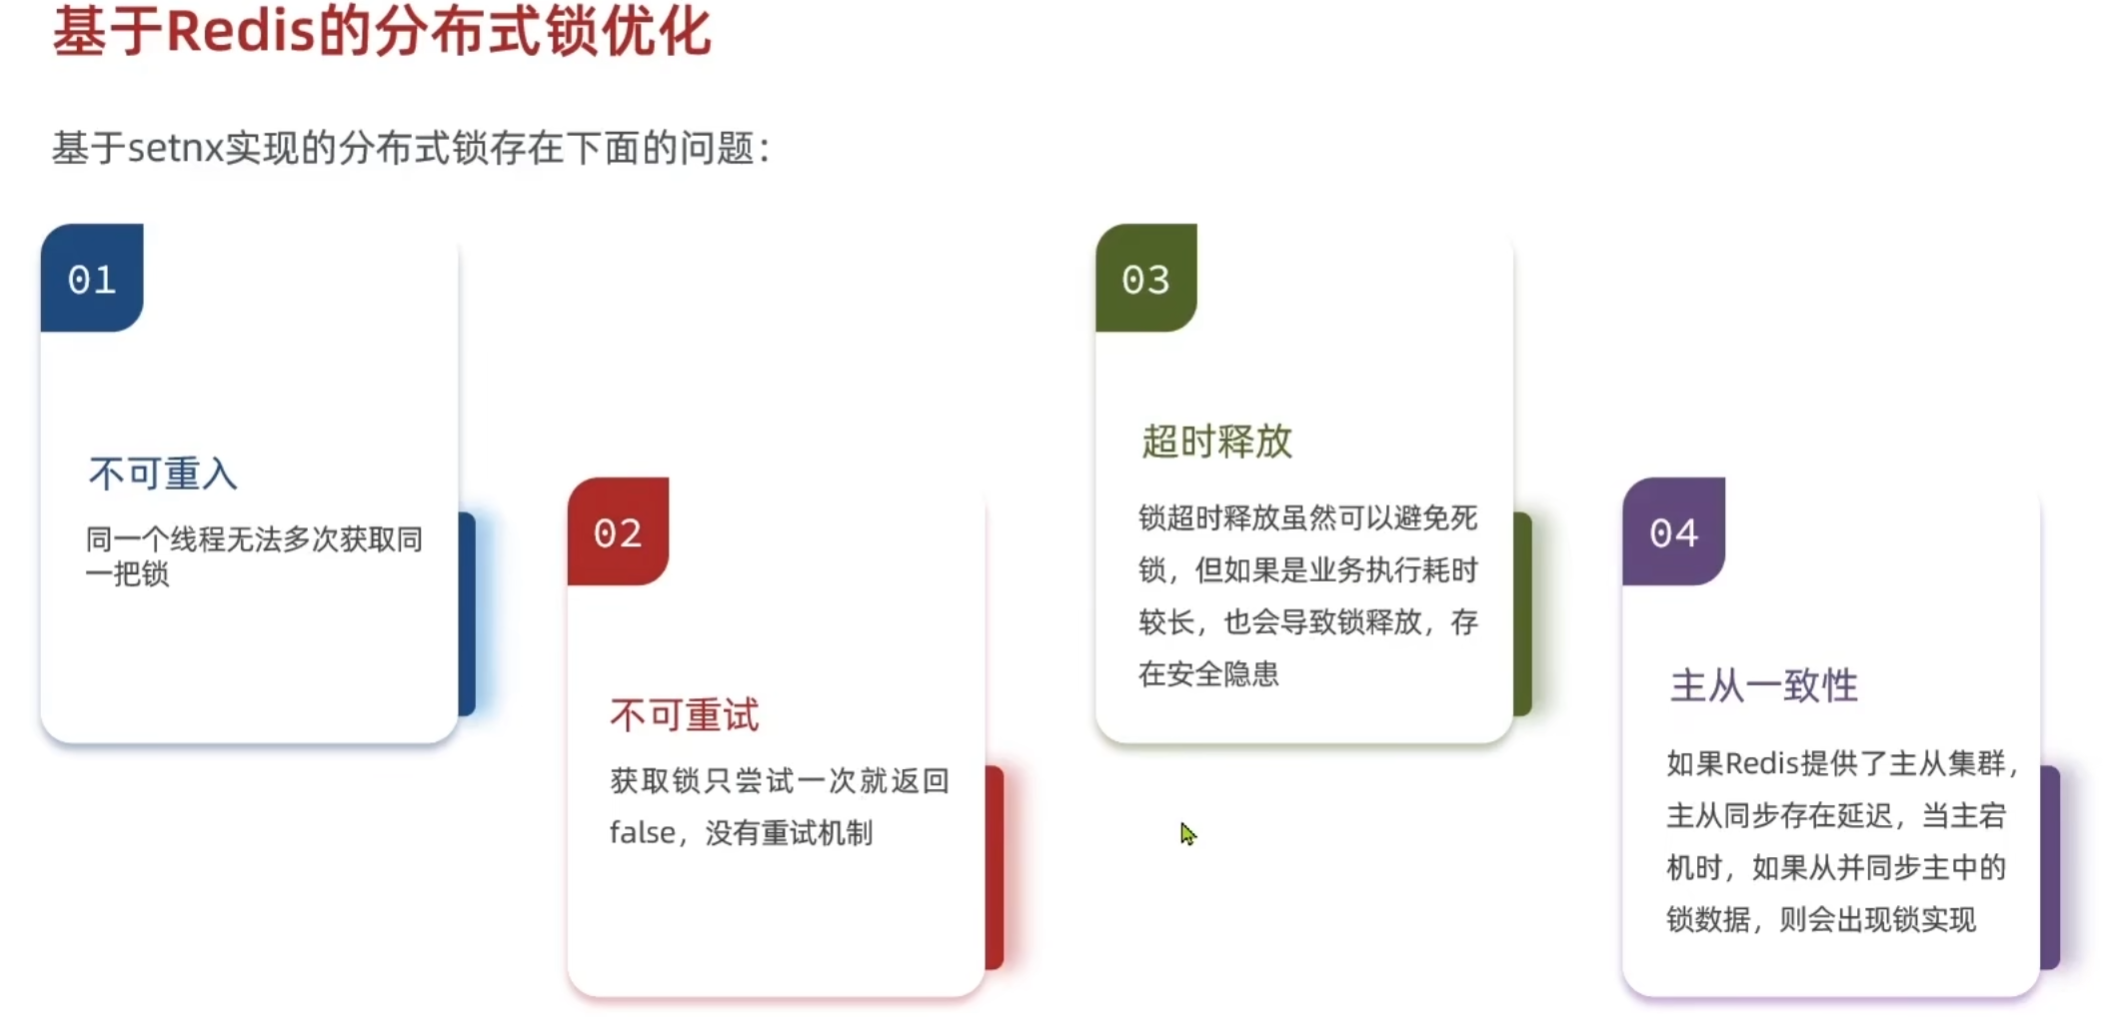 基于Redis的分布式锁优化
基于setnx实现的分布式锁存在下面的问题：
01
不可重入
同一个线程无法多次获取同
一把锁
02
不可重试
获取锁只尝试一次就返回
false，没有重试机制
03
超时释放
锁超时释放虽然可以避免死
锁，但如果是业务执行耗时
较长，也会导致锁释放，存
在安全隐患
04
主从一致性
如果Redis提供了主从集群，
主从同步存在延迟，当主宕
机时，如果从并同步主中的
锁数据，则会出现锁实现